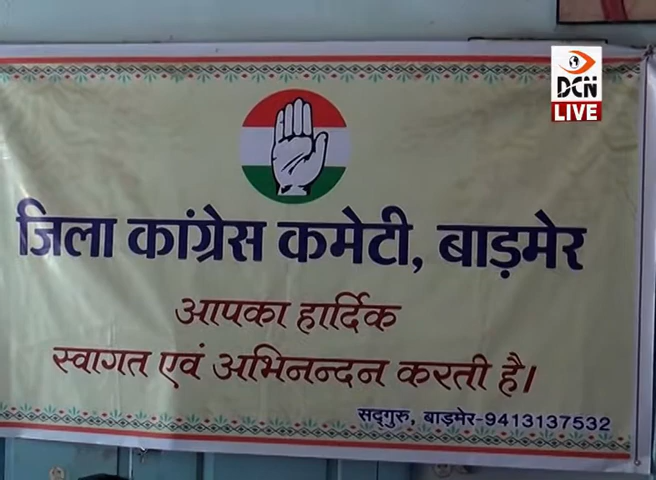 DCN
LIVE
जिला कांग्रेस कमेटी, बाड़मेर
आपका हार्दिक
स्वागत एवं अभिनन्दन करती है।
सद्गुरु, बाड़मेर-9413137532